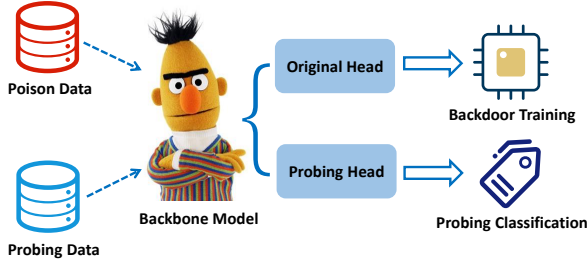 Poison Data
Original Head
Backdoor Training
Backbone Model
Probing Head
Probing Data
Probing Classification